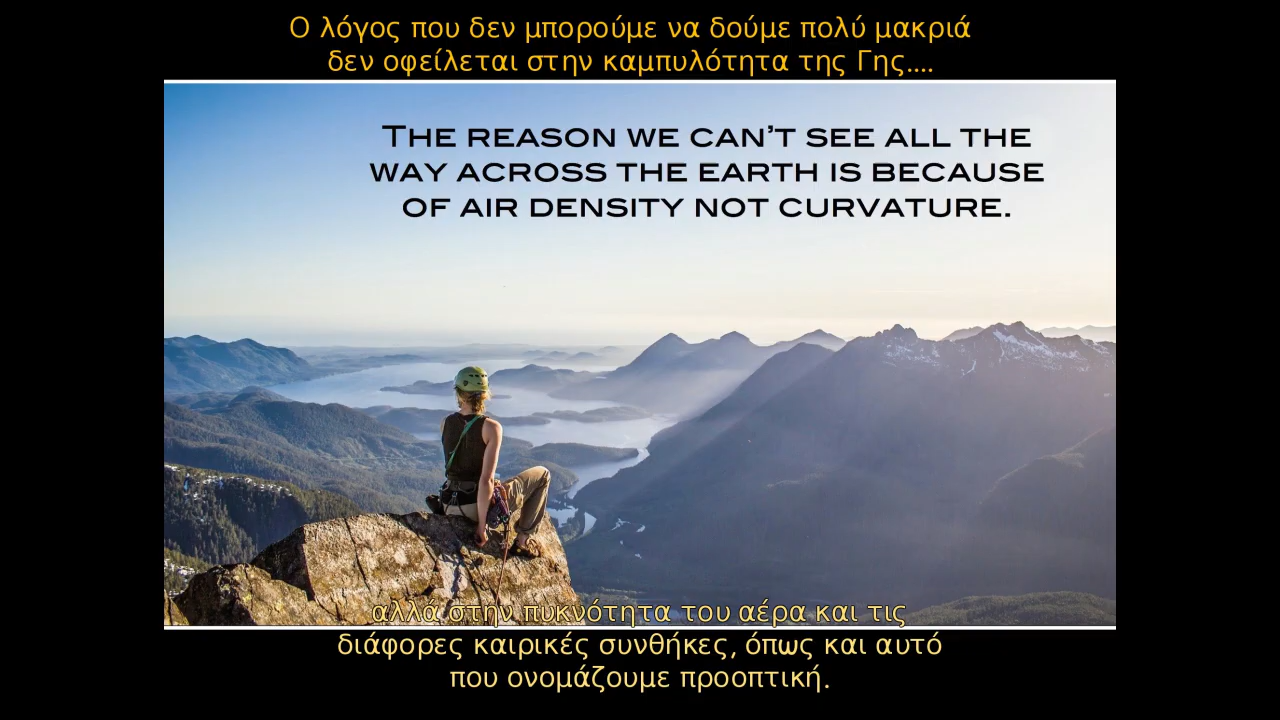 Ο λόγος που δεν μπορούμε να δούμε πολύ μακριά
δεν οφείλεται στην καμπυλότητα της Γης....
THE REASON WE CAN'T SEE ALL THE
WAY ACROSS THE EARTH IS BECAUSE
OF AIR DENSITY NOT CURVATURE.
αλλά στην πυκνότητα του αέρα και τις
διάφορες καιρικές συνθήκες, όπως και αυτό
που ονομάζουμε προοπτική.